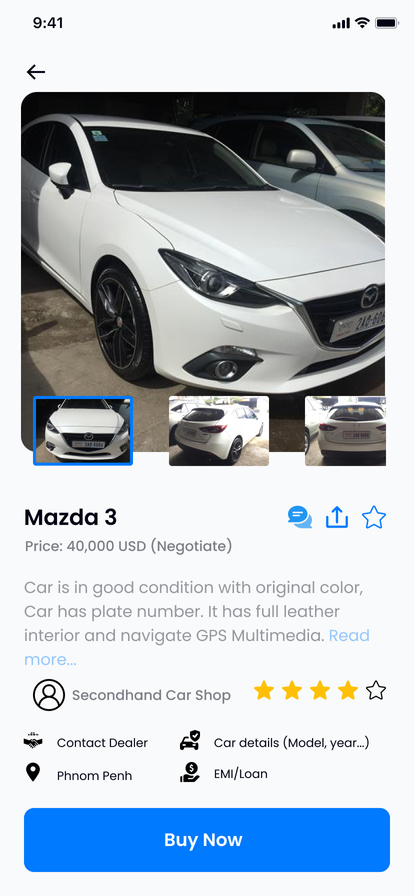 9:41
Mazda 3
Price: 40,000 USD (Negotiate)
Car is in good condition with original color,
Car has plate number. It has full leather
interior and navigate GPS Multimedia. Read
more...
Secondhand Car Shop
Contact Dealer
Car details (Model, year...)
Phnom Penh
EMI/Loan
Buy Now